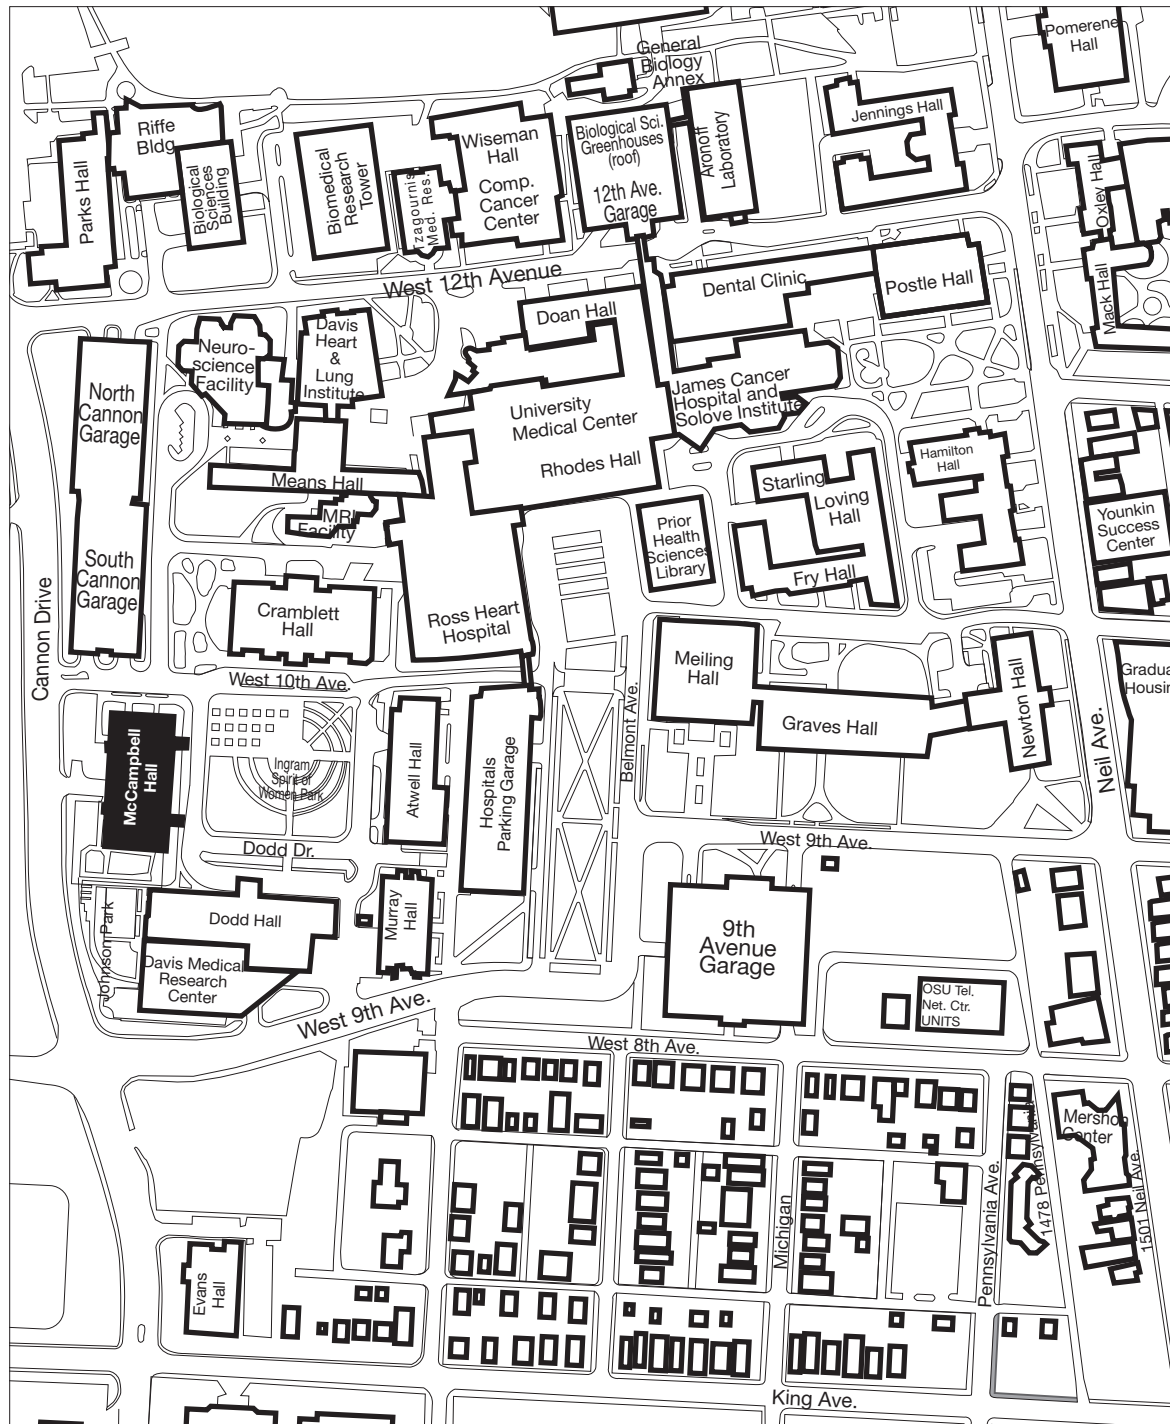 General
Biology
Annex
Pomerene
Hall
Riffe
Bldg.
Parks Hall
Biological
Sciences
Building
Biomedical
Research
Tower
Tzagournis
Med. Res.
Wiseman
Hall
Comp.
Cancer
Center
Biological Sci.
Greenhouses
(roof)
12th Ave.
Garage
Aronoff
Laboratory
Jennings Hall
Oxley Hall
Mack Hall
West 12th Avenue
Dental Clinic
Postle Hall
Doan Hall
Neuro-
science
Facility
Davis
Heart
&
Lung
Institute
North
Cannon
Garage
University
Medical Center
Rhodes Hall
James Cancer
Hospital and
Solove Institute
Means Hall
MRI
Facility
Starling
Loving
Hall
Fry Hall
Hamilton
Hall
Younkin
Success
Center
Prior
Health
Sciences
Library
South
Cannon
Garage
Cannon Drive
Cramblett
Hall
Ross Heart
Hospital
West 10th Ave.
Meiling
Hall
Graves Hall
Newton Hall
Gradua
Housin
Neil Ave.
Belmont Ave.
McCampbell
Hall
Ingram
Spirit of
Women Park
Atwell Hall
Hospitals
Parking Garage
Dodd Dr.
West 9th Ave.
Dodd Hall
Murray
Hall
Johnson Park
Davis Medical
Research
Center
9th
Avenue
Garage
OSU Tel.
Net. Ctr.
UNITS
West 9th Ave.
West 8th Ave.
Mershon
Center
1478 Pennsylvania
1501 Neil Ave.
Pennsylvania Ave.
Michigan
Evans
Hall
King Ave.